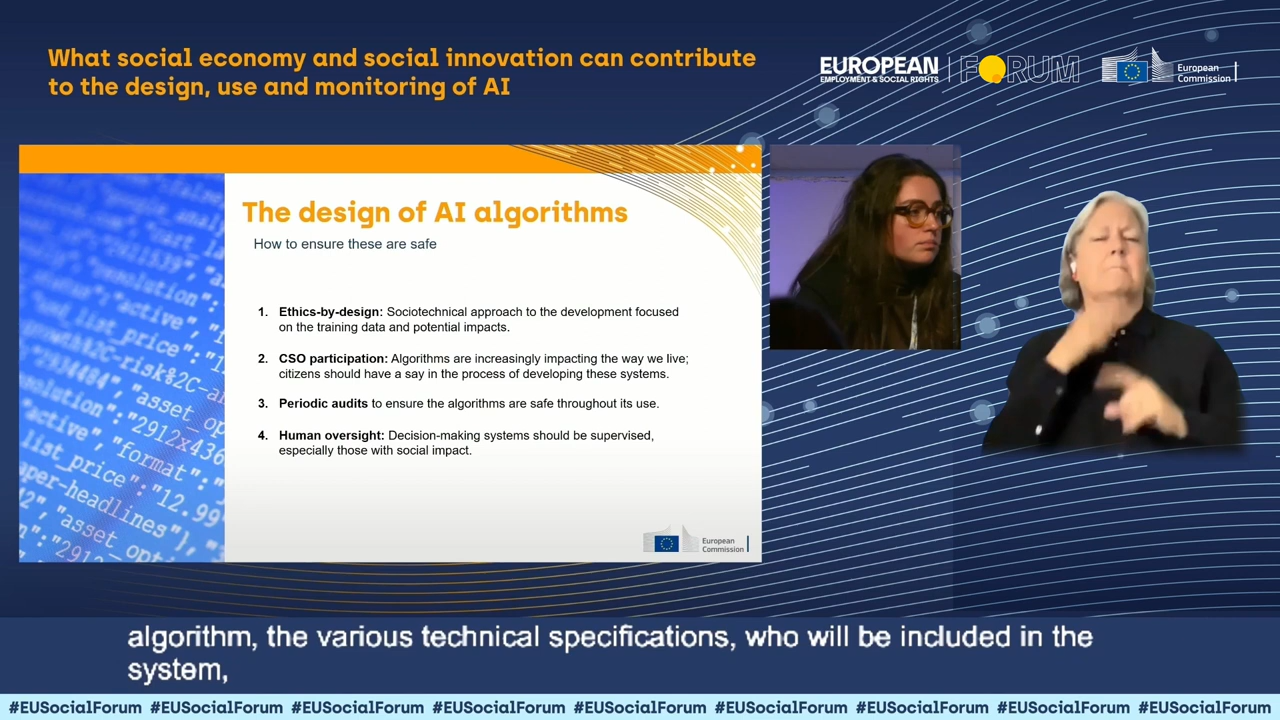 What social economy and social innovation can contribute
to the design, use and monitoring of AI
EUROPEAN
EMPLOYMENT & SOCIAL RIGHTS
FORUM
European
Commission
The design of AI algorithms
How to ensure these are safe
1. Ethics-by-design: Sociotechnical approach to the development focused
on the training data and potential impacts.
2. CSO participation: Algorithms are increasingly impacting the way we live;
citizens should have a say in the process of developing these systems.
3. Periodic audits to ensure the algorithms are safe throughout its use.
4. Human oversight: Decision-making systems should be supervised,
especially those with social impact.
European
Commission
algorithm, the various technical specifications, who will be included in the
system,
#EUSocialForum #EUSocialForum #EUSocialForum #EUSocialForum #EUSocialForum #EUSocialForum #EUSocialForum #EUSocialForum #EUSocialForum